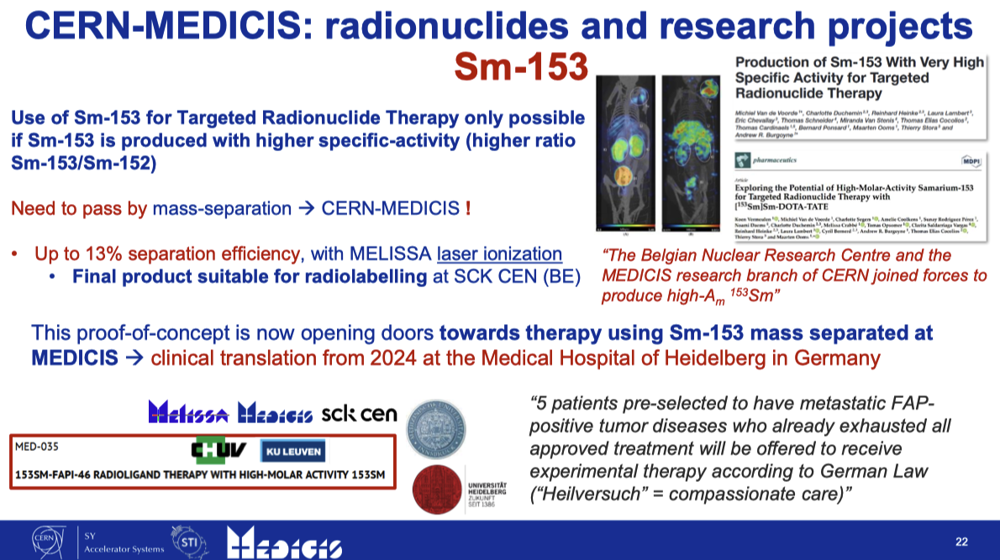 CERN-MEDICIS: radionuclides and research projects
Sm-153
Production of Sm-153 With Very High
Specific Activity for Targeted
Radionuclide Therapy
Michiel Van de Voorde, Charlotte Duchemin, Reinhard Heinke, Laura Lambert,
Eric Chevallay, Thomas Schneider, Miranda Van Stenis, Thomas Elias Cocolios,
Thomas Cardinaels, Bernard Ponsard, Maarten Ooms, Thierry Stora and
Andrew R. Burgoyne
pharmaceutics
MDPI
Article
Exploring the Potential of High-Molar-Activity Samarium-153
for Targeted Radionuclide Therapy with
[153Sm]Sm-DOTA-TATE
Use of Sm-153 for Targeted Radionuclide Therapy only possible
if Sm-153 is produced with higher specific-activity (higher ratio
Sm-153/Sm-152)
Need to pass by mass-separation → CERN-MEDICIS !
• Up to 13% separation efficiency, with MELISSA laser ionization
• Final product suitable for radiolabelling at SCK CEN (BE)
“The Belgian Nuclear Research Centre and the
MEDICIS research branch of CERN joined forces to
produce high-Am 153Sm”
This proof-of-concept is now opening doors towards therapy using Sm-153 mass separated at
MEDICIS → clinical translation from 2024 at the Medical Hospital of Heidelberg in Germany
MELISSA MEDICIS sck cen
MED-035
CHUV KU LEUVEN
153SM-FAPI-46 RADIOLIGAND THERAPY WITH HIGH-MOLAR ACTIVITY 153SM
UNIVERSITÄT
HEIDELBERG
ZUKUNFT
SEIT 1386
“5 patients pre-selected to have metastatic FAP-
positive tumor diseases who already exhausted all
approved treatment will be offered to receive
experimental therapy according to German Law
(“Heilversuch” = compassionate care)”
CERN
SY
Accelerator Systems
STI
MEDICIS
22